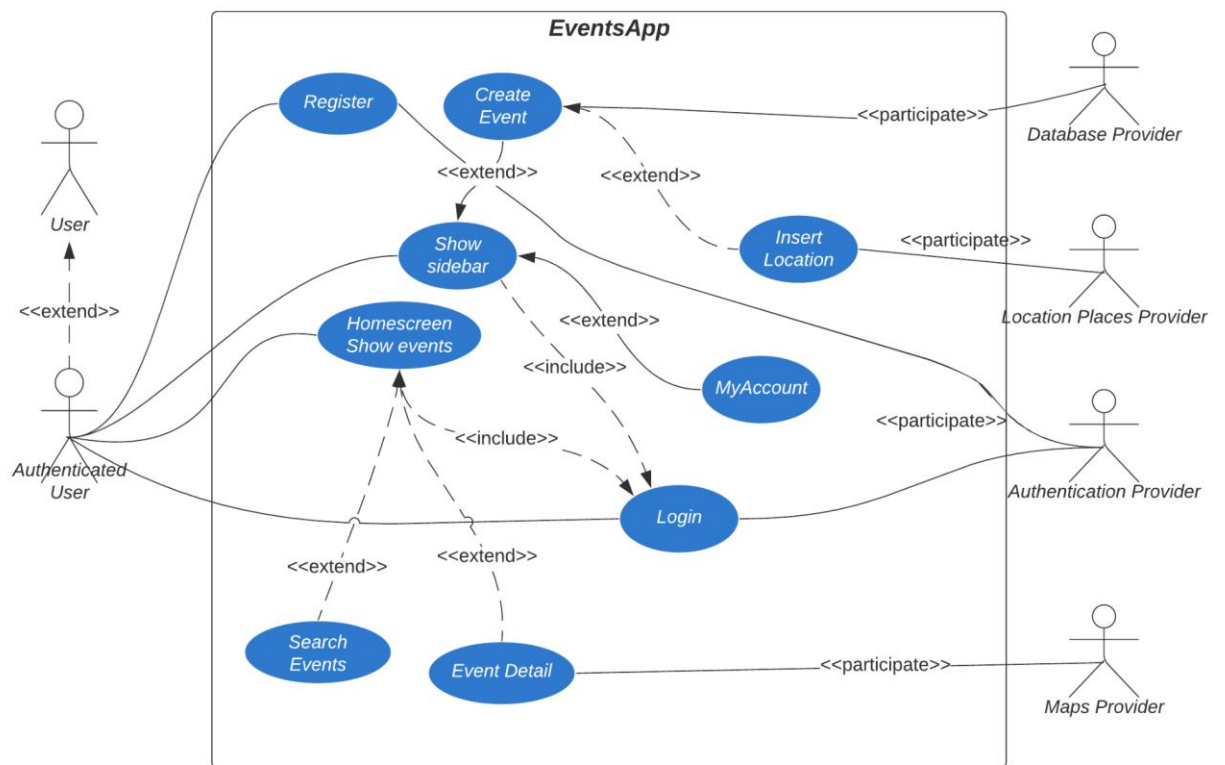 EventsApp
Register
Create
Event
<<participate>>
Database Provider
User
<<extend>>
<<extend>>
Show
sidebar
Insert
Location
<<participate>>
Location Places Provider
<<extend>>
Homescreen
Show events
<<extend>>
<<include>>
MyAccount
<<participate>>
Authenticated
User
<<include>>
Authentication Provider
Login
<<extend>>
<<extend>>
Search
Events
Event Detail
<<participate>>
Maps Provider